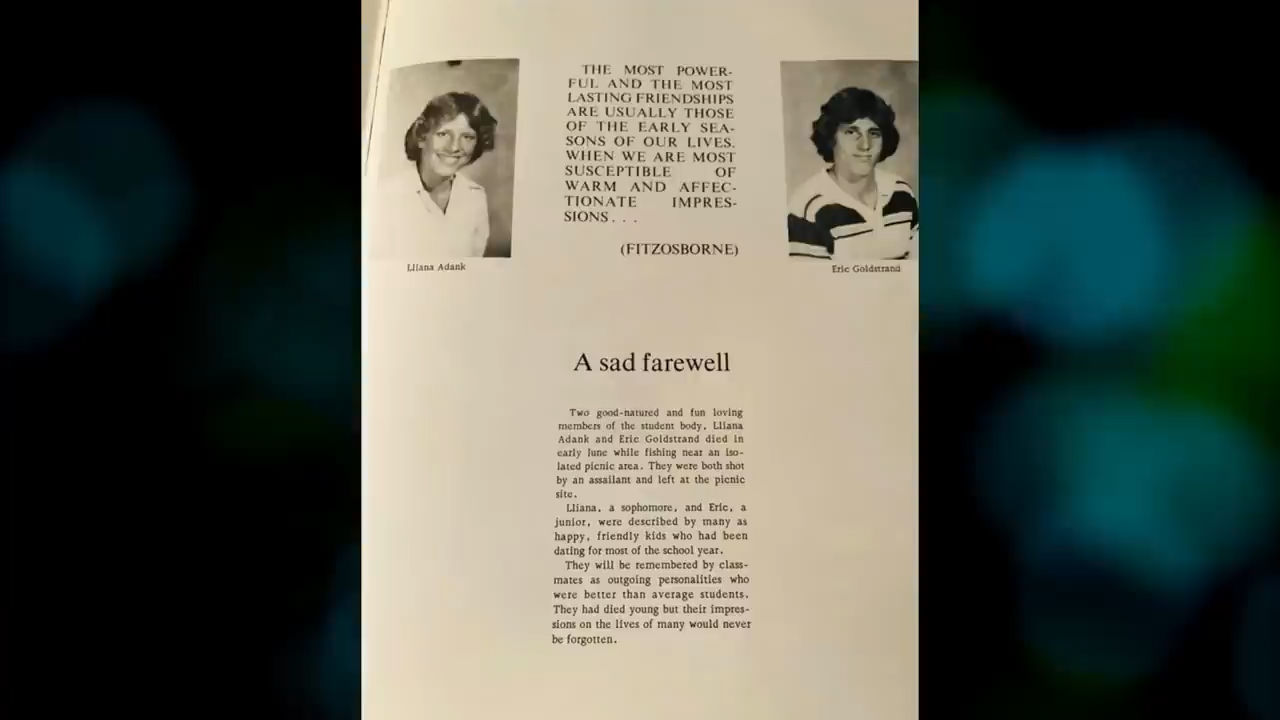 THE MOST POWER-
FUL AND THE MOST
LASTING FRIENDSHIPS
ARE USUALLY THOSE
OF THE EARLY SEA-
SONS OF OUR LIVES.
WHEN WE ARE MOST
SUSCEPTIBLE OF
WARM AND AFFEC-
TIONATE IMPRES-
SIONS . . .
(FITZOSBORNE)
Lliana Adank
Eric Goldstrand
A sad farewell
Two good-natured and fun loving
members of the student body, Lliana
Adank and Eric Goldstrand died in
early June while fishing near an iso-
lated picnic area. They were both shot
by an assailant and left at the picnic
site.
Lliana, a sophomore, and Eric, a
junior, were described by many as
happy, friendly kids who had been
dating for most of the school year.
They will be remembered by class-
mates as outgoing personalities who
were better than average students.
They had died young but their impres-
sions on the lives of many would never
be forgotten.